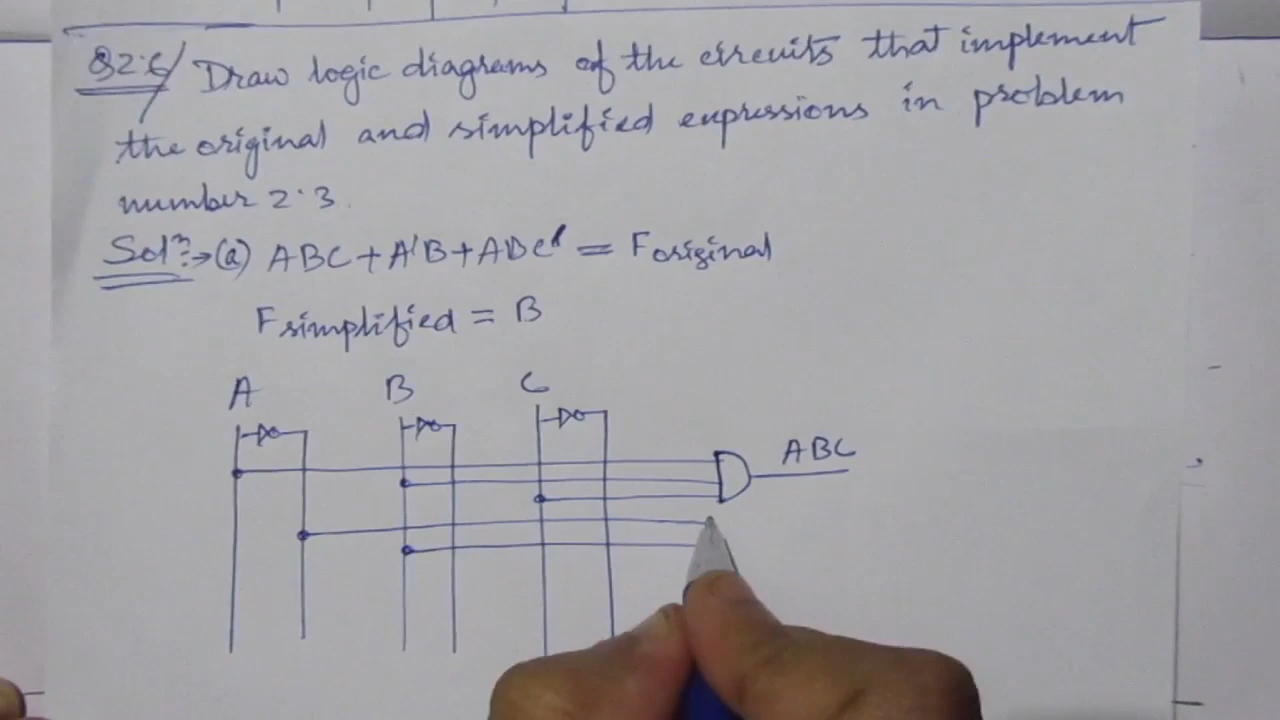 Q2.6/ Draw logic diagrams of the circuits that implement
the original and simplified expressions in problem
number 2.3.
Solⁿ:→(a) ABC+A'B+ABC' = Foriginal
Fsimplified = B
A B C
ABC